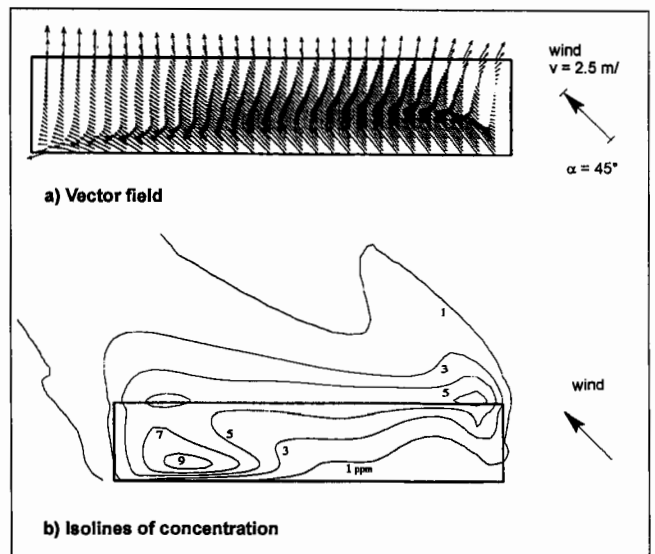 wind
v = 2.5 m/
α = 45°
a) Vector field
1
3
5
wind
7
5
3
9
1 ppm
b) Isolines of concentration